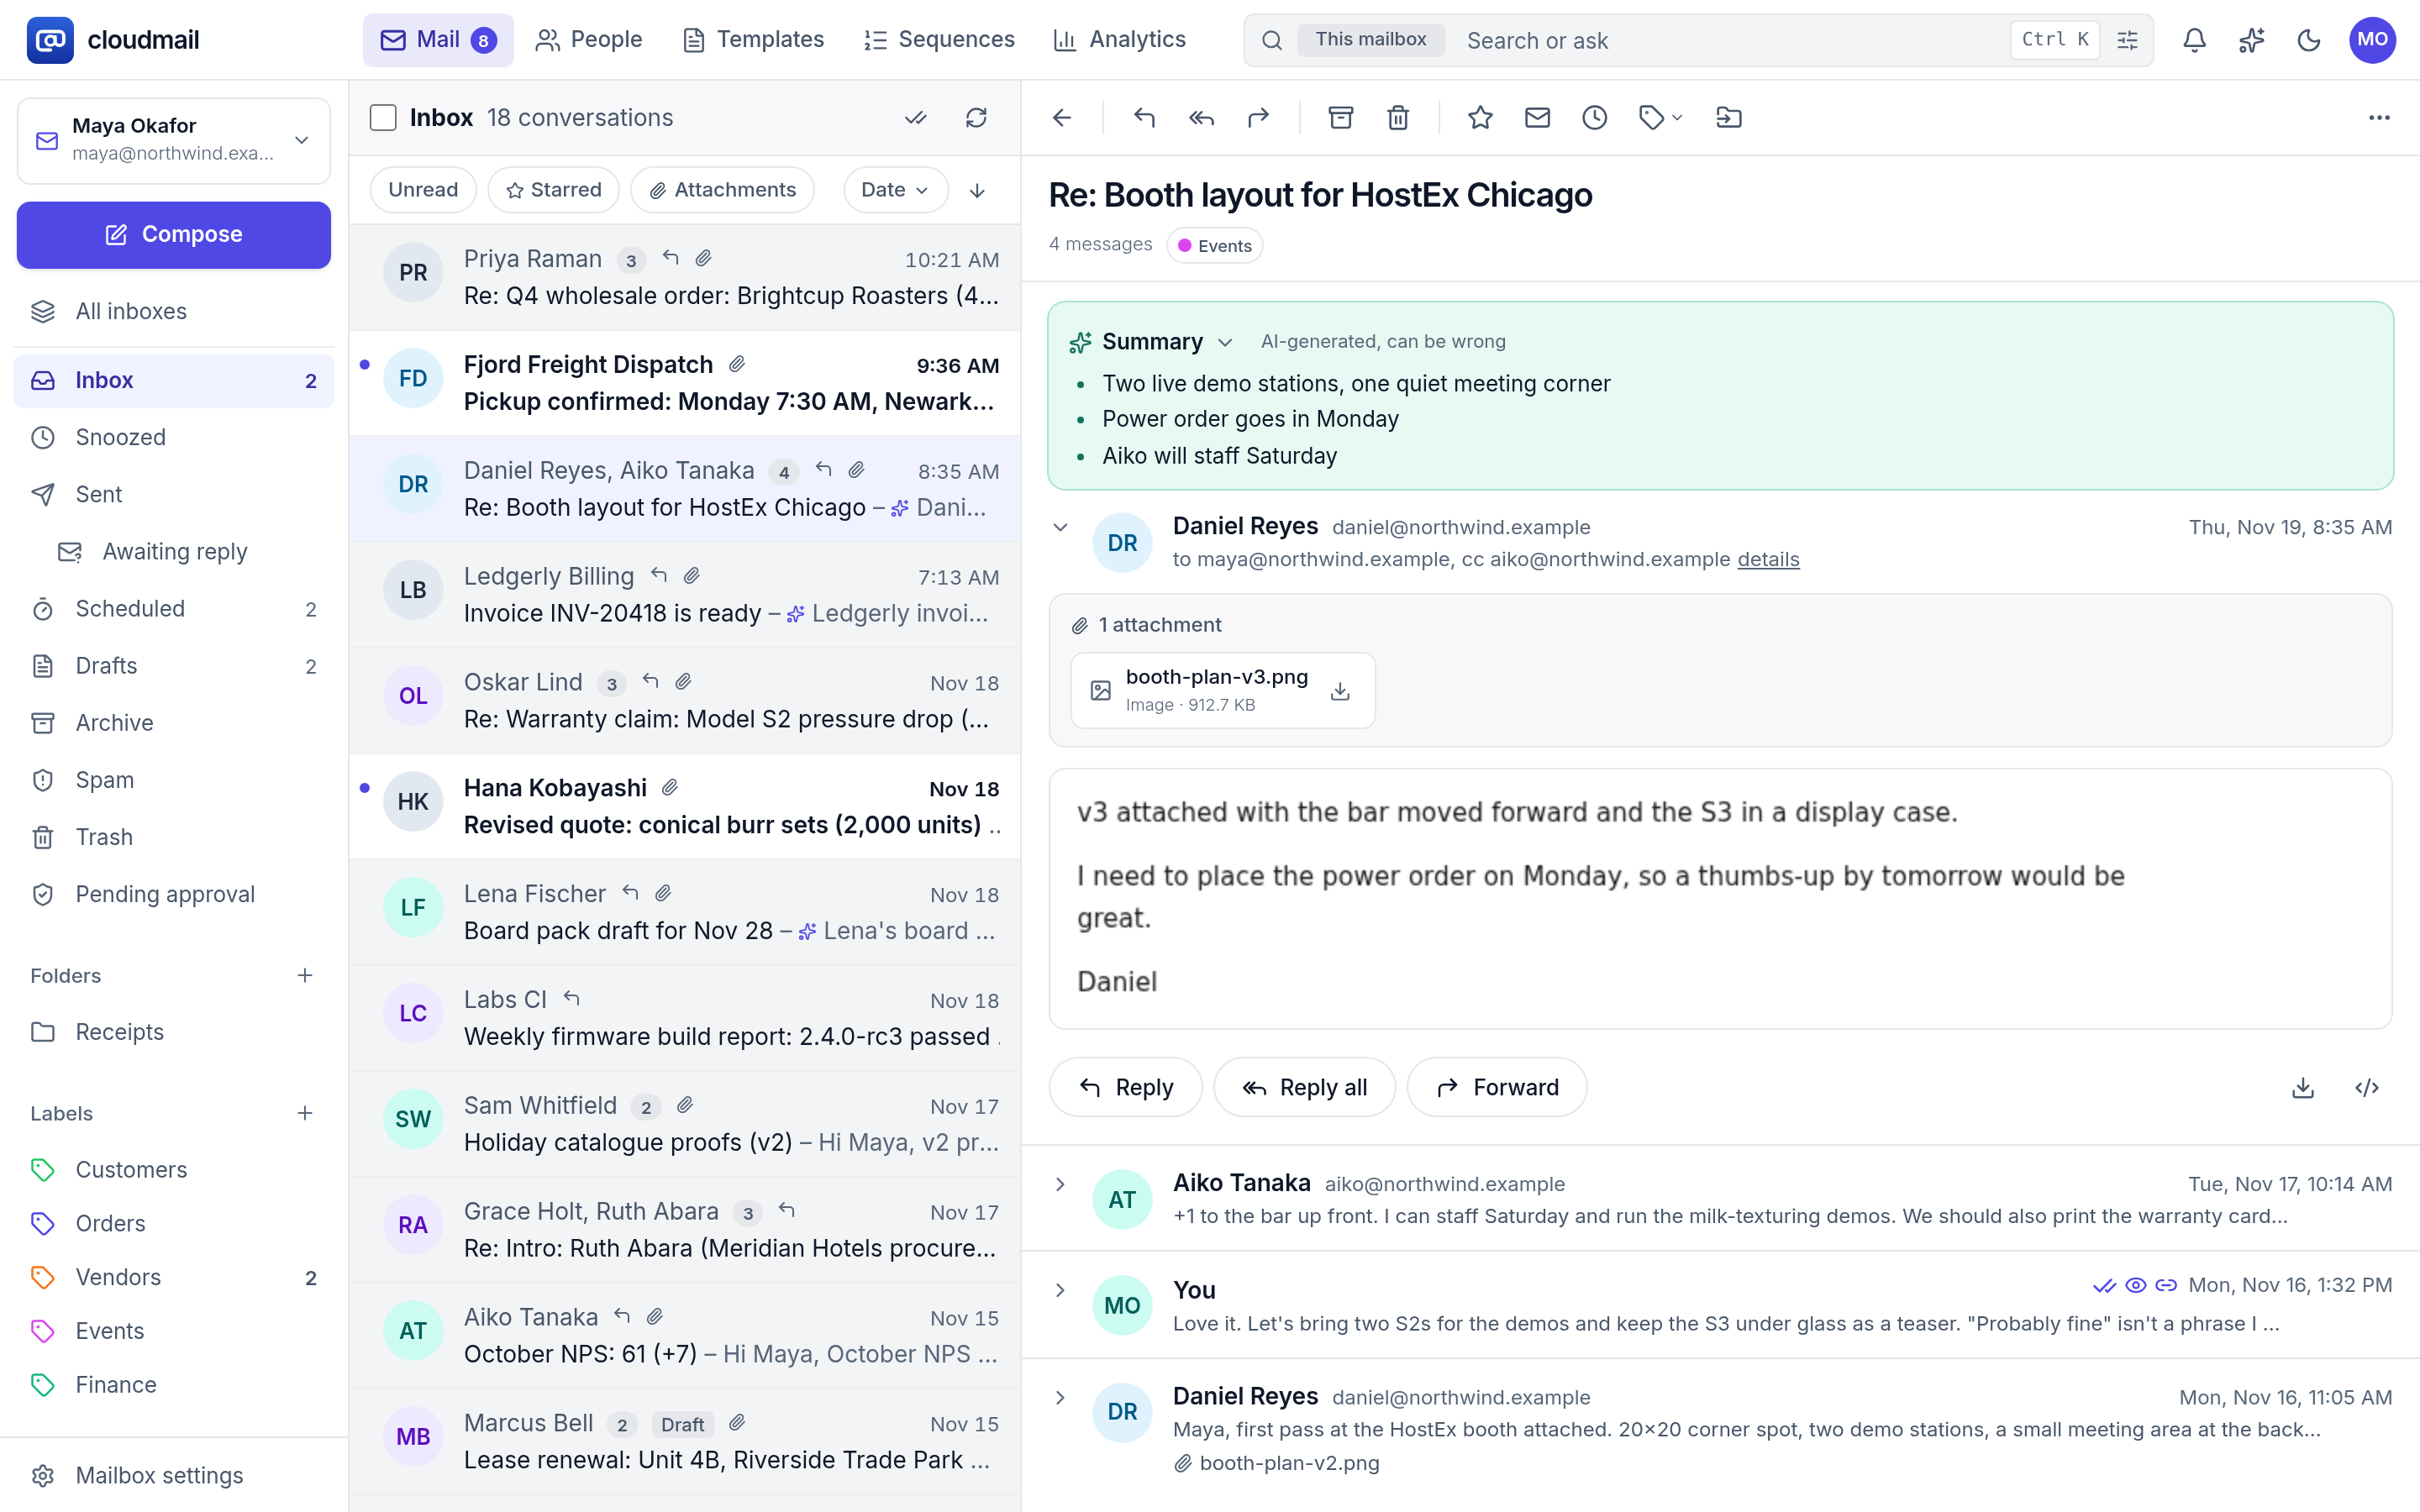 cloudmail
Mail 8
People
Templates
Sequences
Analytics
This mailbox Search or ask Ctrl K
MO
Maya Okafor
maya@northwind.exa...
Compose
All inboxes
Inbox 2
Snoozed
Sent
Awaiting reply
Scheduled 2
Drafts 2
Archive
Spam
Trash
Pending approval
Folders
Receipts
Labels
Customers
Orders
Vendors 2
Events
Finance
Mailbox settings
Inbox 18 conversations
Unread Starred Attachments Date
PR Priya Raman 3 10:21 AM
Re: Q4 wholesale order: Brightcup Roasters (4...
FD Fjord Freight Dispatch 9:36 AM
Pickup confirmed: Monday 7:30 AM, Newark...
DR Daniel Reyes, Aiko Tanaka 4 8:35 AM
Re: Booth layout for HostEx Chicago – Dani...
LB Ledgerly Billing 7:13 AM
Invoice INV-20418 is ready – Ledgerly invoi...
OL Oskar Lind 3 Nov 18
Re: Warranty claim: Model S2 pressure drop (...
HK Hana Kobayashi Nov 18
Revised quote: conical burr sets (2,000 units) ..
LF Lena Fischer Nov 18
Board pack draft for Nov 28 – Lena's board ...
LC Labs CI Nov 18
Weekly firmware build report: 2.4.0-rc3 passed .
SW Sam Whitfield 2 Nov 17
Holiday catalogue proofs (v2) – Hi Maya, v2 pr...
RA Grace Holt, Ruth Abara 3 Nov 17
Re: Intro: Ruth Abara (Meridian Hotels procure...
AT Aiko Tanaka Nov 15
October NPS: 61 (+7) – Hi Maya, October NPS ...
MB Marcus Bell 2 Draft Nov 15
Lease renewal: Unit 4B, Riverside Trade Park ...
Re: Booth layout for HostEx Chicago
4 messages Events
Summary AI-generated, can be wrong
• Two live demo stations, one quiet meeting corner
• Power order goes in Monday
• Aiko will staff Saturday
DR Daniel Reyes daniel@northwind.example Thu, Nov 19, 8:35 AM
to maya@northwind.example, cc aiko@northwind.example details
1 attachment
booth-plan-v3.png
Image · 912.7 KB
v3 attached with the bar moved forward and the S3 in a display case.
I need to place the power order on Monday, so a thumbs-up by tomorrow would be
great.
Daniel
Reply Reply all Forward
AT Aiko Tanaka aiko@northwind.example Tue, Nov 17, 10:14 AM
+1 to the bar up front. I can staff Saturday and run the milk-texturing demos. We should also print the warranty card...
MO You Mon, Nov 16, 1:32 PM
Love it. Let's bring two S2s for the demos and keep the S3 under glass as a teaser. "Probably fine" isn't a phrase I ...
DR Daniel Reyes daniel@northwind.example Mon, Nov 16, 11:05 AM
Maya, first pass at the HostEx booth attached. 20×20 corner spot, two demo stations, a small meeting area at the back...
booth-plan-v2.png